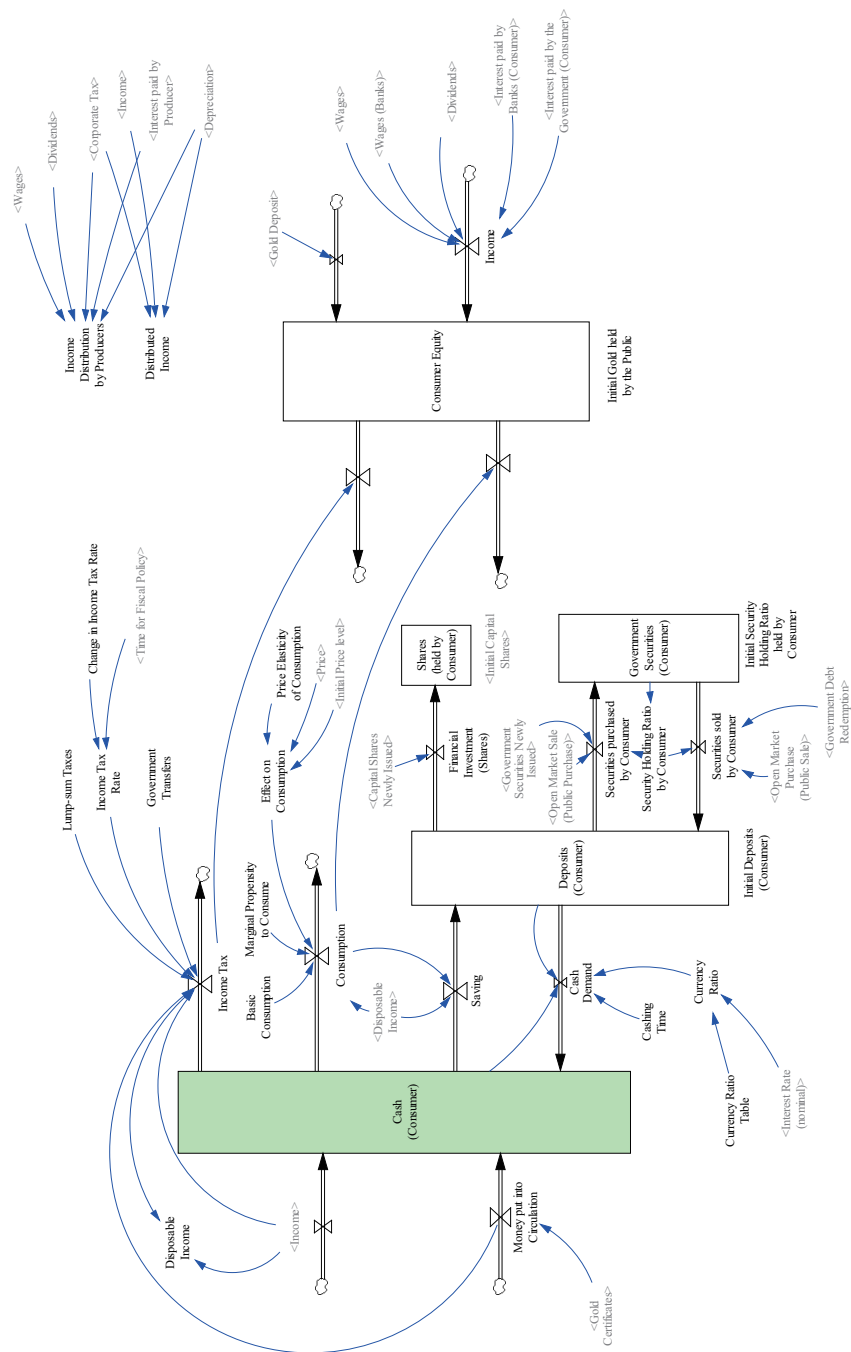 <Wages>
<Dividends>
<Corporate Tax>
<Income>
<Interest paid by
Producer>
<Depreciation>
Income
Distribution
by Producers
Distributed
Income
<Gold Deposit>
<Wages>
<Wages (Banks)>
<Dividends>
<Interest paid by
Banks (Consumer)>
<Interest paid by the
Government (Consumer)>
Income
Consumer Equity
Initial Gold held
by the Public
Lump-sum Taxes
Income Tax
Rate
Change in Income Tax Rate
<Time for Fiscal Policy>
Government
Transfers
Income Tax
Price Elasticity
of Consumption
<Price>
<Initial Price level>
Effect on
Consumption
Marginal Propensity
to Consume
Basic
Consumption
Consumption
<Disposable
Income>
Saving
<Capital Shares
Newly Issued>
Financial
Investment
(Shares)
Shares
(held by
Consumer)
<Initial Capital
Shares>
<Government
Securities Newly
Issued>
<Open Market Sale
(Public Purchase)>
Securities purchased
by Consumer
Security Holding Ratio
by Consumer
Government
Securities
(Consumer)
Initial Security
Holding Ratio
held by
Consumer
Securities sold
by Consumer
<Open Market
Purchase
(Public Sale)>
<Government Debt
Redemption>
Deposits
(Consumer)
Initial Deposits
(Consumer)
Cash
Demand
Cashing
Time
Currency
Ratio
Currency Ratio
Table
<Interest Rate
(nominal)>
Cash
(Consumer)
Disposable
Income
<Income>
Money put into
Circulation
<Gold
Certificates>